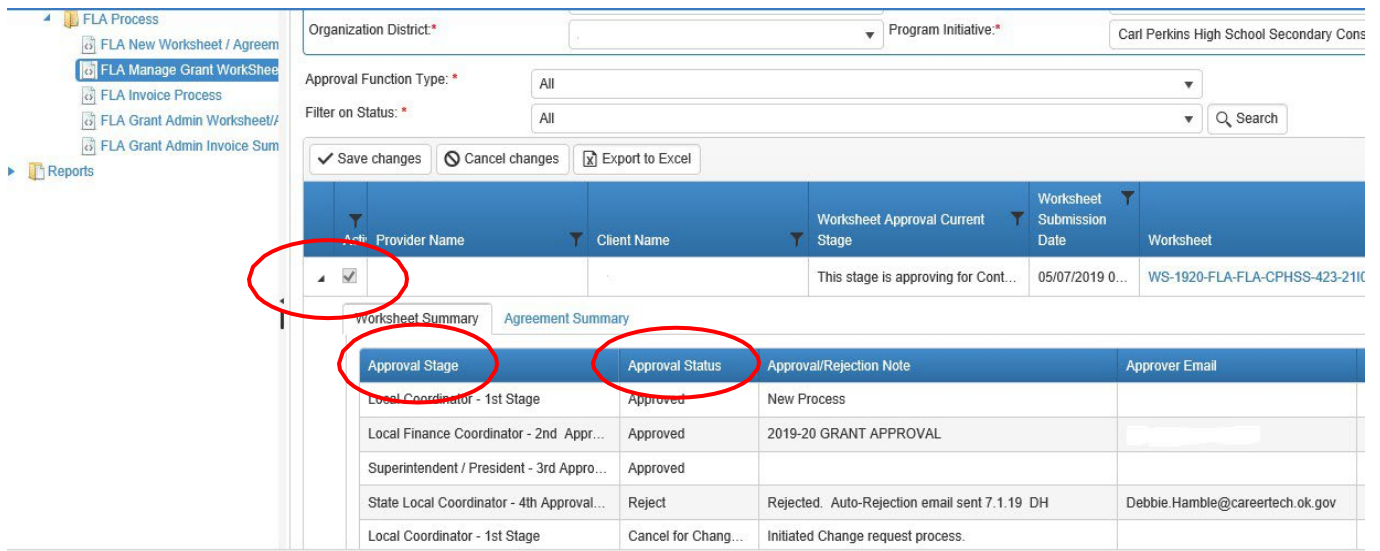 FLA Process
FLA New Worksheet / Agreem
FLA Manage Grant WorkShee
FLA Invoice Process
FLA Grant Admin Worksheet/A
FLA Grant Admin Invoice Sum
Reports
Organization District:* Program Initiative:* Carl Perkins High School Secondary Cons
Approval Function Type: * All
Filter on Status: * All Search
Save changes Cancel changes Export to Excel
Acti Provider Name Client Name Worksheet Approval Current Stage Worksheet Submission Date Worksheet
This stage is approving for Cont... 05/07/2019 0... WS-1920-FLA-FLA-CPHSS-423-21I0
Worksheet Summary Agreement Summary
Approval Stage Approval Status Approval/Rejection Note Approver Email
Local Coordinator - 1st Stage Approved New Process
Local Finance Coordinator - 2nd Appr... Approved 2019-20 GRANT APPROVAL
Superintendent / President - 3rd Appro... Approved
State Local Coordinator - 4th Approval... Reject Rejected. Auto-Rejection email sent 7.1.19 DH Debbie.Hamble@careertech.ok.gov
Local Coordinator - 1st Stage Cancel for Chang... Initiated Change request process.